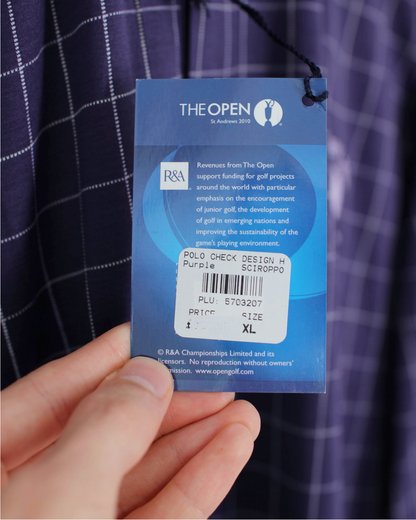 THE OPEN
St. Andrews 2010
R&A
Revenues from The Open
support funding for golf projects
around the world with particular
emphasis on the encouragement
of junior golf, the development
of golf in emerging nations and
improving the sustainability of the
game's playing environment.
POLO CHECK DESIGN H
Purple SCIROPPO
PLU: 5703207
PRICE SIZE
£ XL
© R&A Championships Limited and its
licensors. No reproduction without owners'
www.opengolf.com